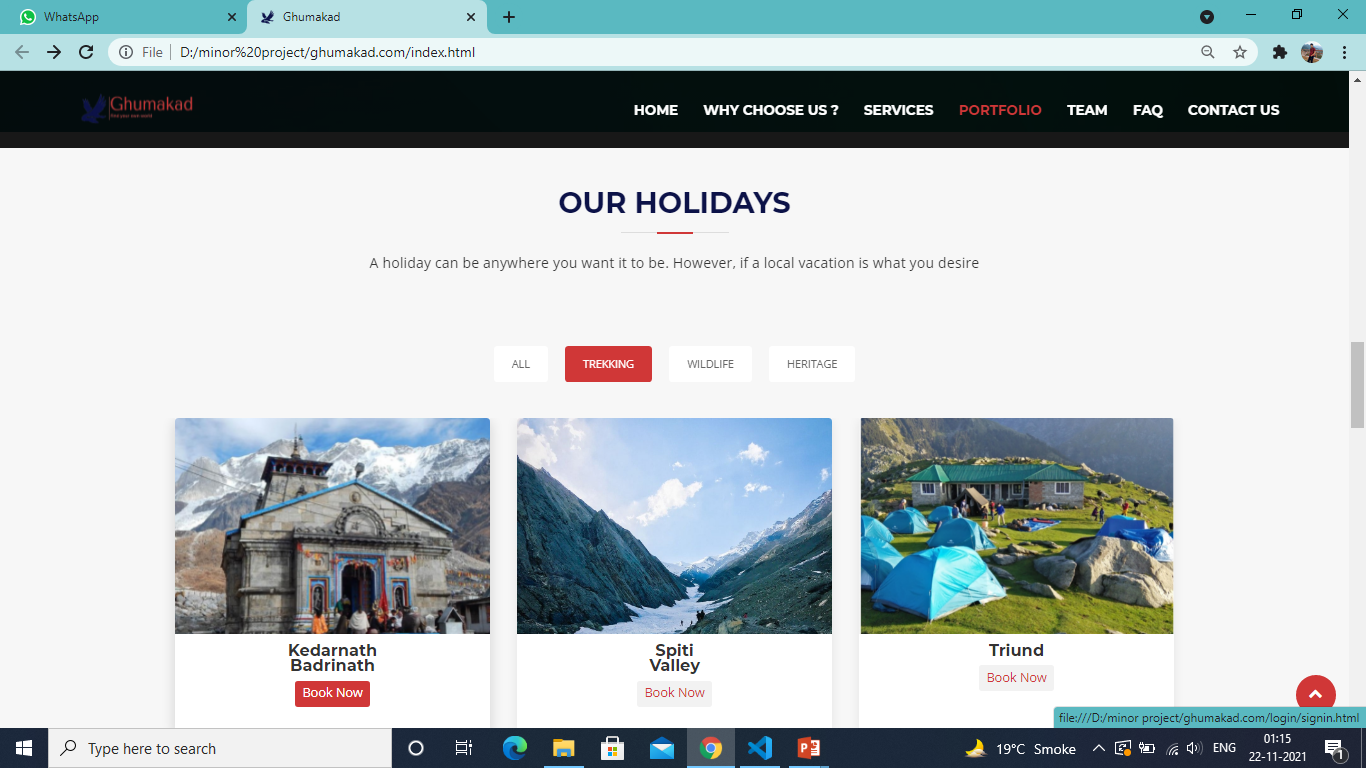 WhatsApp
Ghumakad
File
D:/minor%20project/ghumakad.com/index.html
Ghumakad
HOME WHY CHOOSE US ? SERVICES PORTFOLIO TEAM FAQ CONTACT US
OUR HOLIDAYS
A holiday can be anywhere you want it to be. However, if a local vacation is what you desire
ALL TREKKING WILDLIFE HERITAGE
Kedarnath
Badrinath
Book Now
Spiti
Valley
Book Now
Triund
Book Now
file:///D:/minor project/ghumakad.com/login/signin.html
Type here to search
19°C Smoke
ENG
01:15
22-11-2021
1